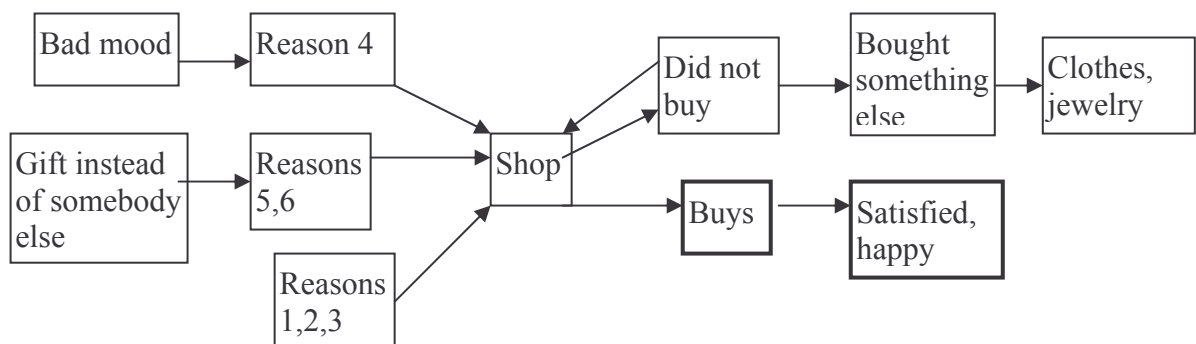 Bad mood
Reason 4
Did not
buy
Bought
something
else
Clothes,
jewelry
Gift instead
of somebody
else
Reasons
5,6
Shop
Buys
Satisfied,
happy
Reasons
1,2,3